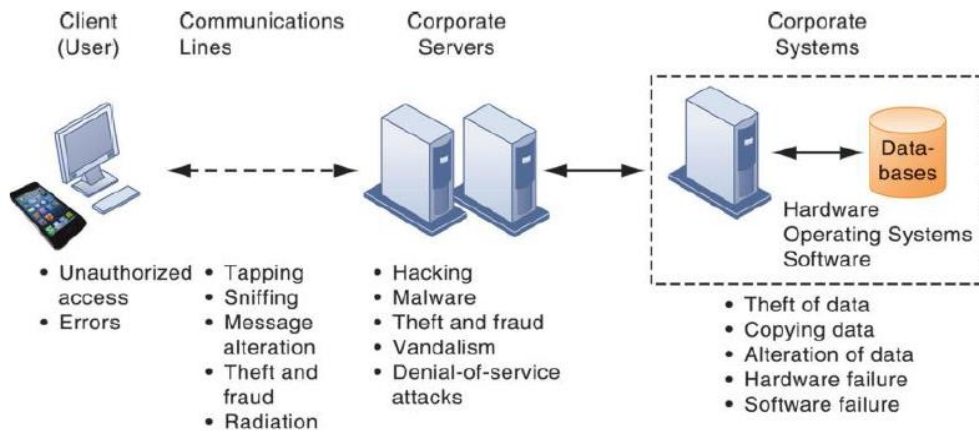 Client
(User)
Communications
Lines
Corporate
Servers
Corporate
Systems
Data-
bases
Hardware
Operating Systems
Software
• Unauthorized
access
• Errors
• Tapping
• Sniffing
• Message
alteration
• Theft and
fraud
• Radiation
• Hacking
• Malware
• Theft and fraud
• Vandalism
• Denial-of-service
attacks
• Theft of data
• Copying data
• Alteration of data
• Hardware failure
• Software failure